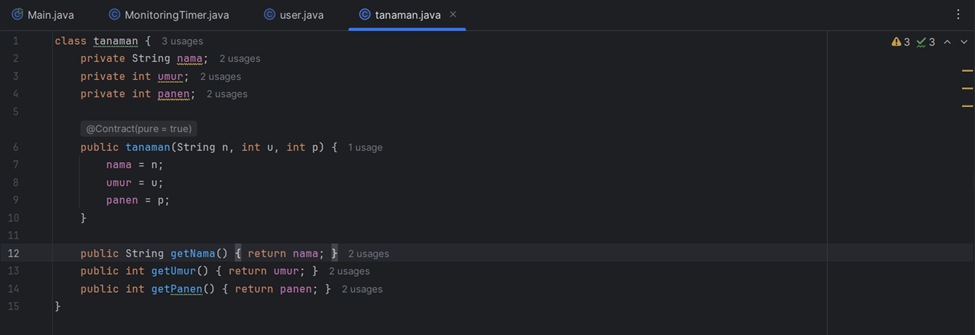 Main.java MonitoringTimer.java user.java tanaman.java
1 class tanaman { 3 usages 3 3
2 private String nama; 2 usages
3 private int umur; 2 usages
4 private int panen; 2 usages
5
@Contract(pure = true)
6 public tanaman(String n, int u, int p) { 1 usage
7 nama = n;
8 umur = u;
9 panen = p;
10 }
11
12 public String getNama() { return nama; } 2 usages
13 public int getUmur() { return umur; } 2 usages
14 public int getPanen() { return panen; } 2 usages
15 }